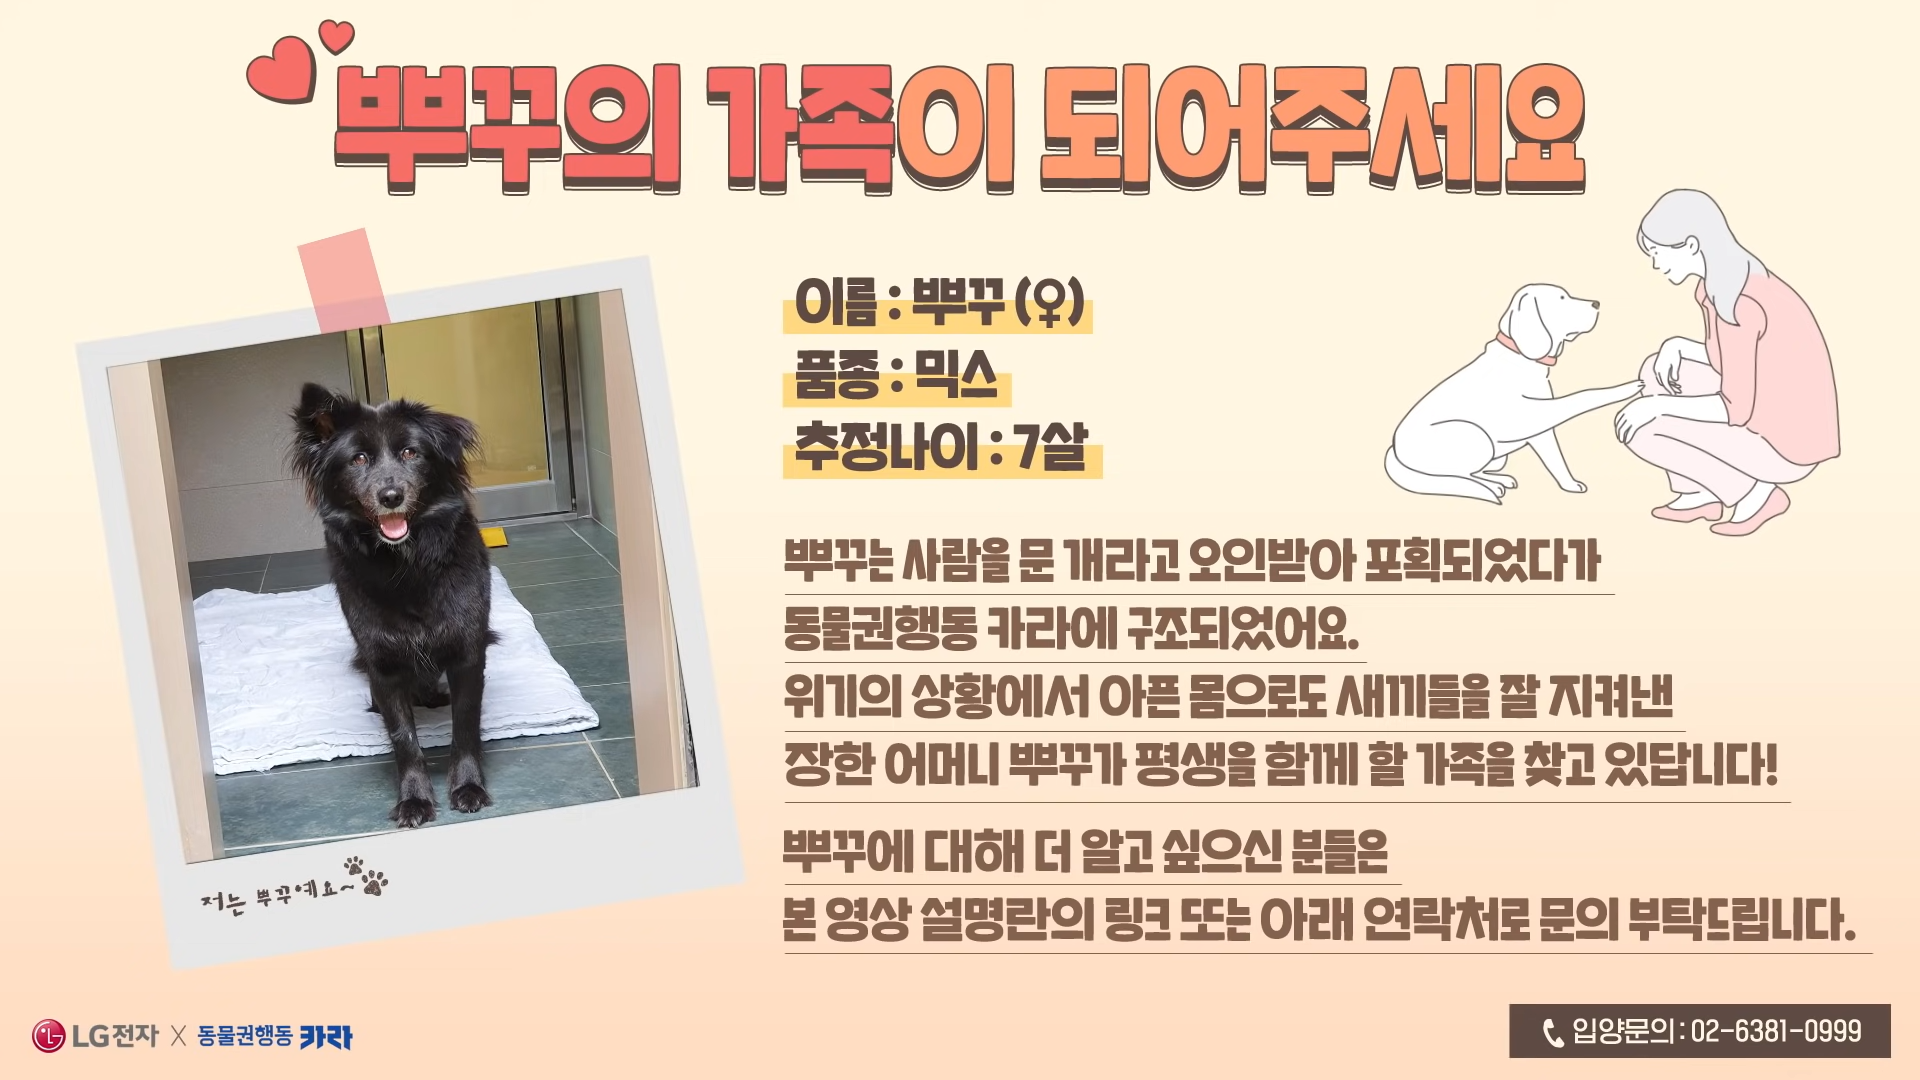 뿌꾸의 가족이 되어주세요
이름 : 뿌꾸 (♀)
품종 : 믹스
추정나이 : 7살
뿌꾸는 사람을 문 개라고 오인받아 포획되었다가
동물권행동 카라에 구조되었어요.
위기의 상황에서 아픈 몸으로도 새끼들을 잘 지켜낸
장한 어머니 뿌꾸가 평생을 함께 할 가족을 찾고 있답니다!
뿌꾸에 대해 더 알고 싶으신 분들은
본 영상 설명란의 링크 또는 아래 연락처로 문의 부탁드립니다.
저는 뿌꾸예요~
LG전자 X 동물권행동 카라
입양문의 : 02-6381-0999